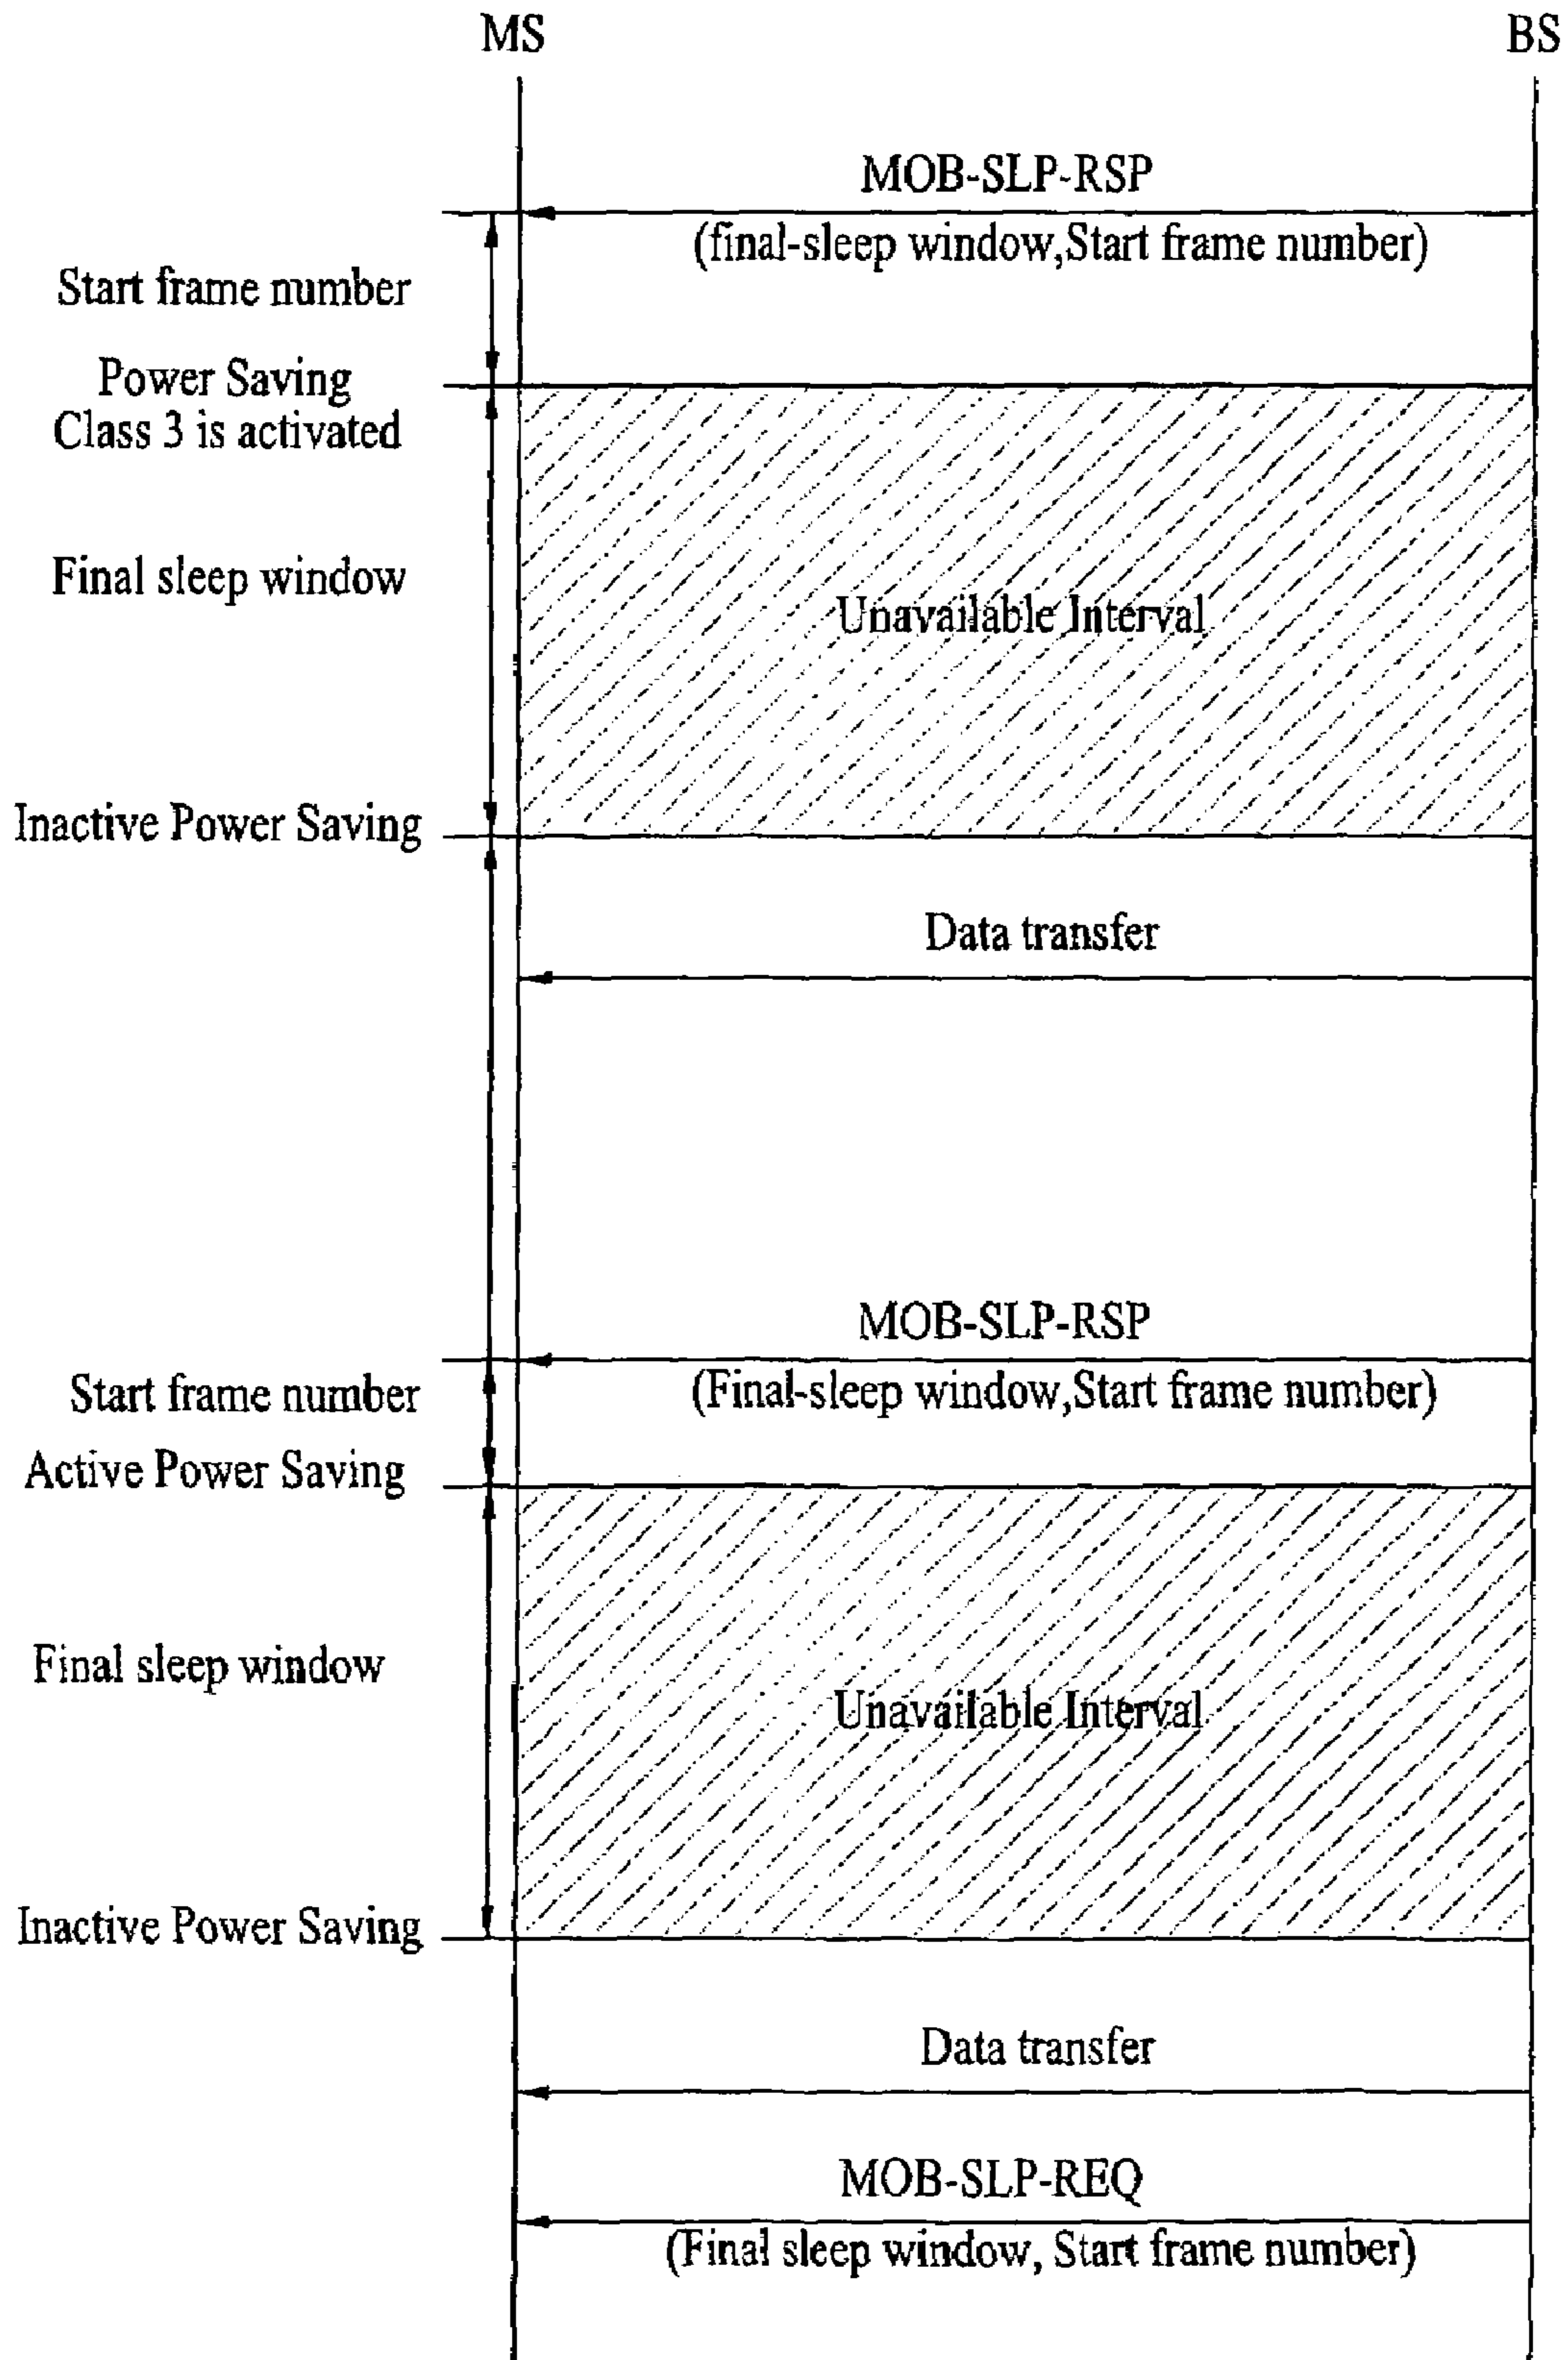 MS
BS
MOB-SLP-RSP
(final-sleep window,Start frame number)
Start frame number
Power Saving
Class 3 is activated
Final sleep window
Unavailable Interval
Inactive Power Saving
Data transfer
MOB-SLP-RSP
(Final-sleep window,Start frame number)
Start frame number
Active Power Saving
Final sleep window
Unavailable Interval
Inactive Power Saving
Data transfer
MOB-SLP-REQ
(Final sleep window, Start frame number)